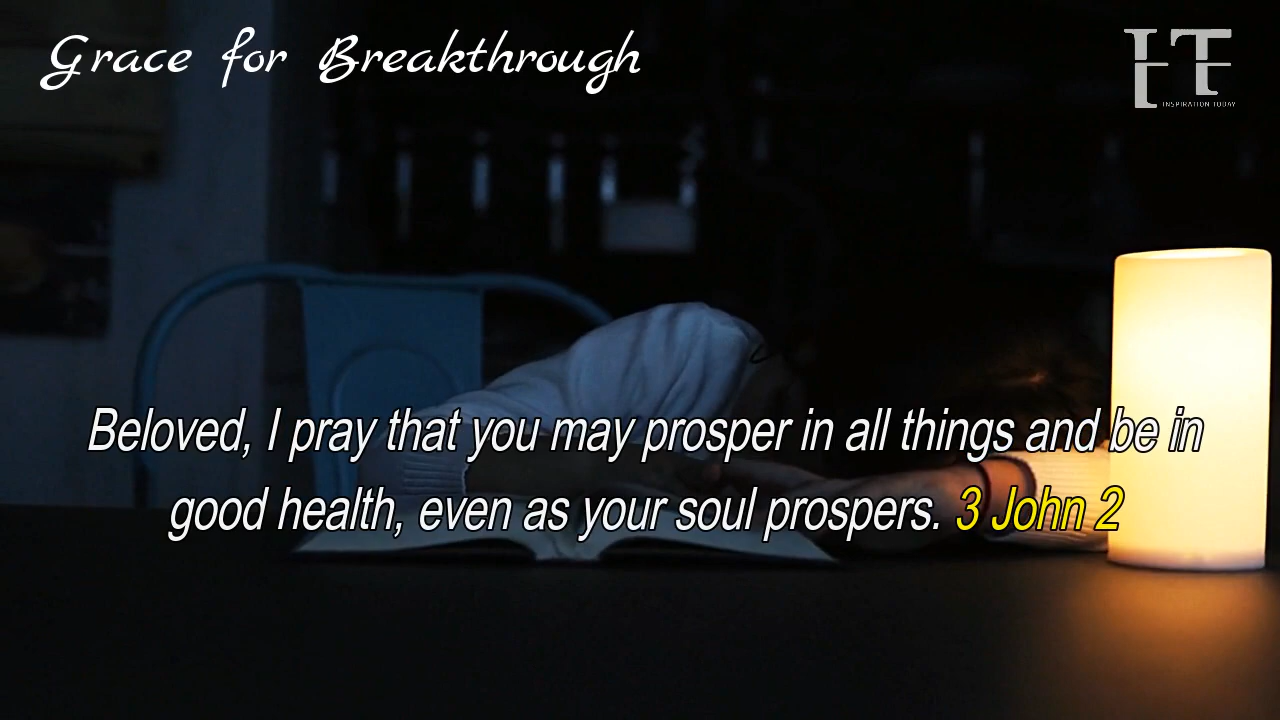 Grace for Breakthrough
INSPIRATION TODAY
Beloved, I pray that you may prosper in all things and be in
good health, even as your soul prospers. 3 John 2